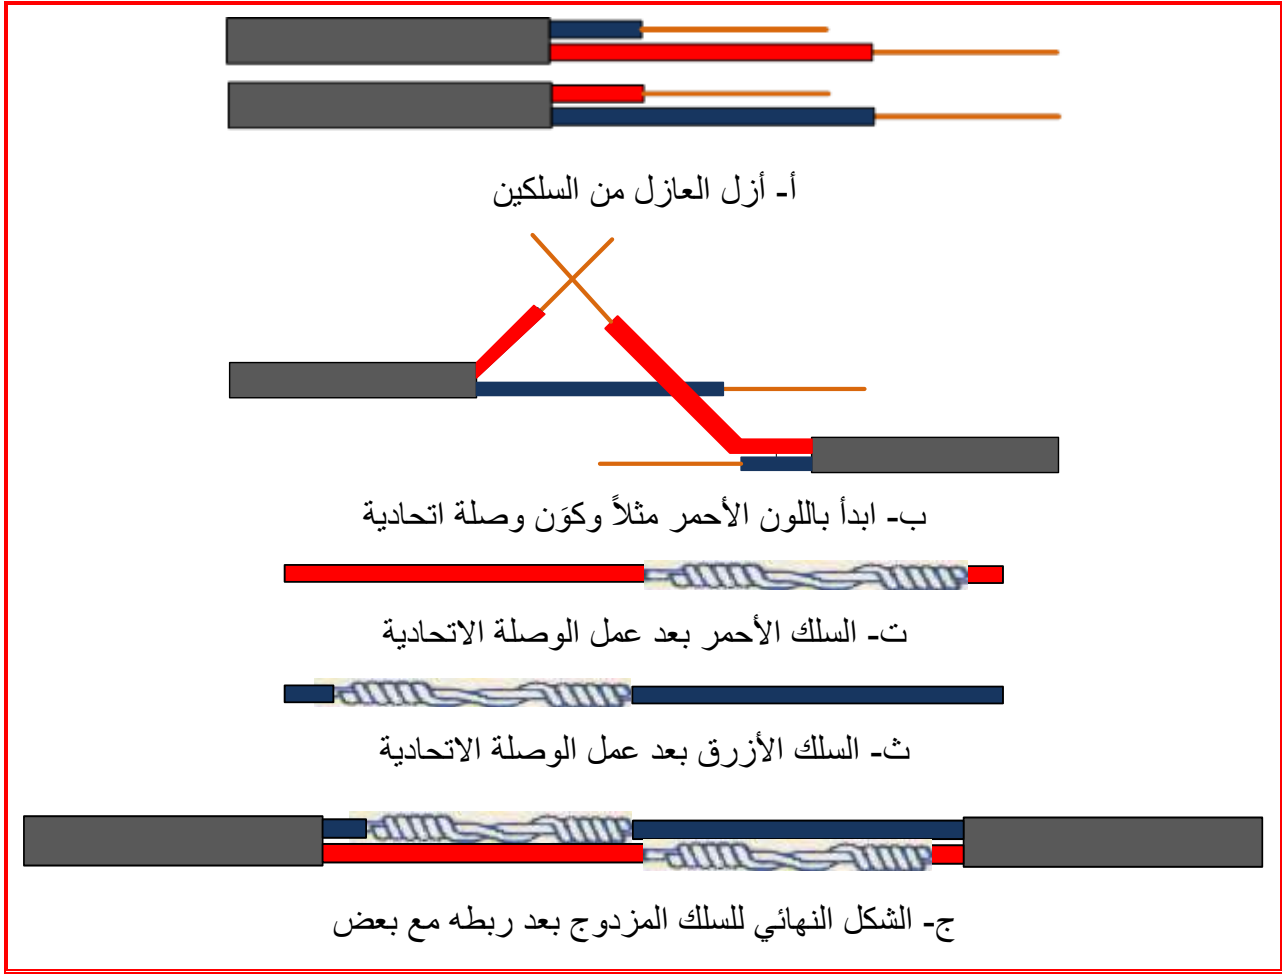 أ- أزل العازل من السلكين
ب- ابدأ باللون الأحمر مثلاً وكوَن وصلة اتحادية
ت- السلك الأحمر بعد عمل الوصلة الاتحادية
ث- السلك الأزرق بعد عمل الوصلة الاتحادية
ج- الشكل النهائي للسلك المزدوج بعد ربطه مع بعض